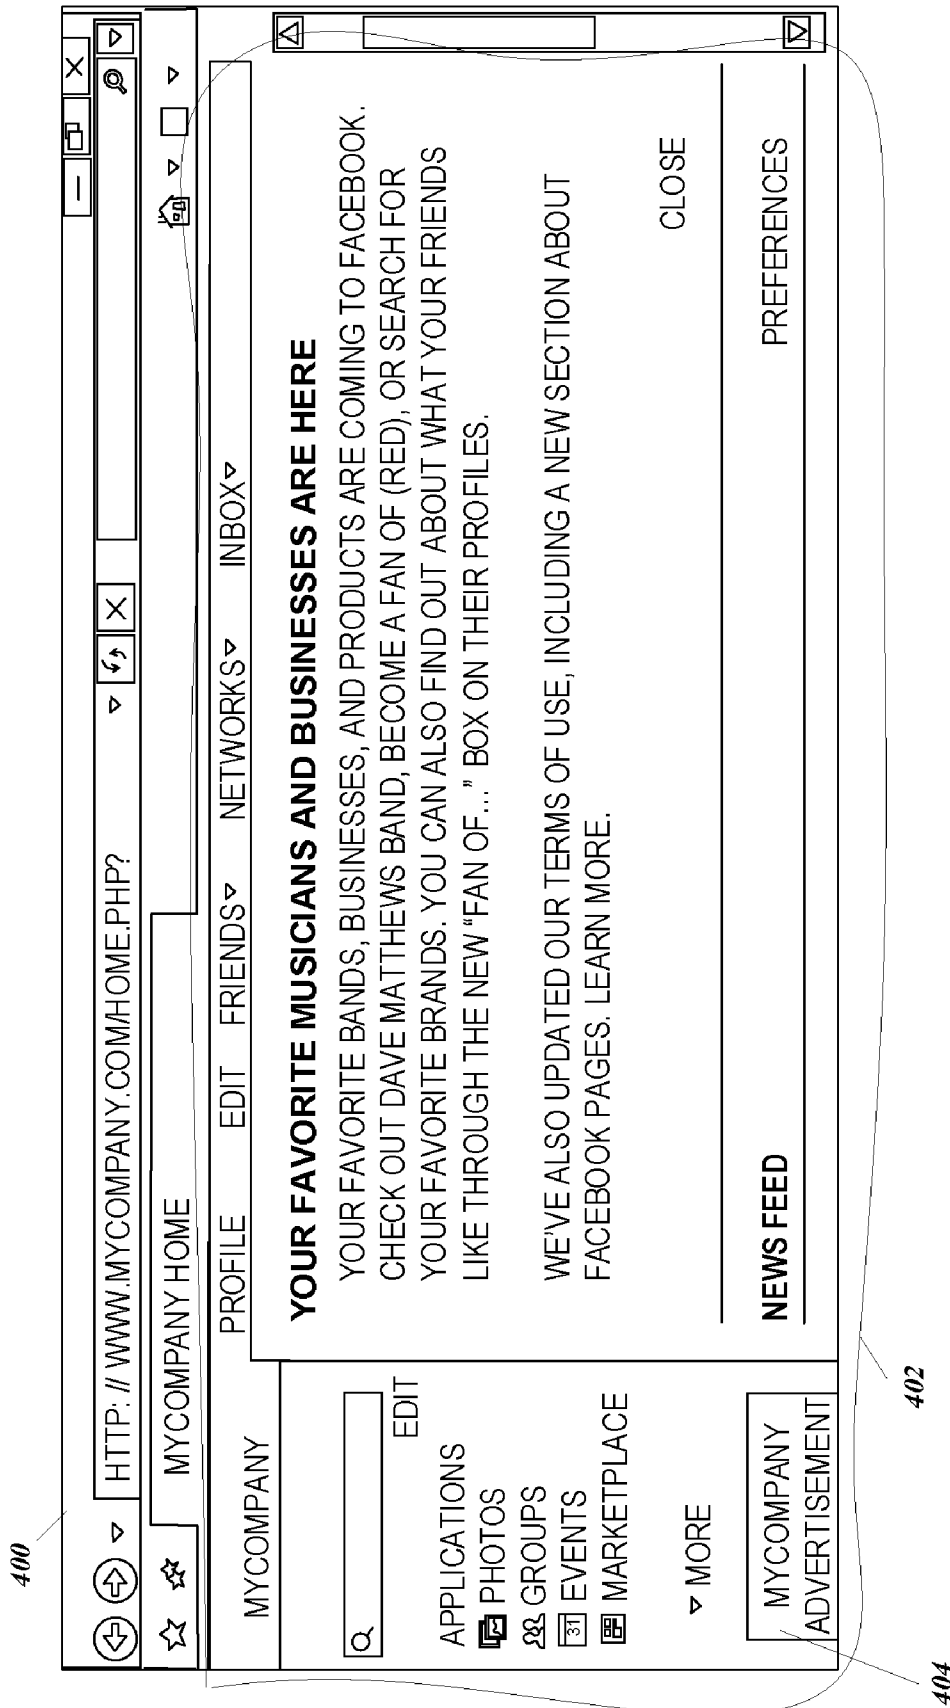 400
HTTP: // WWW.MYCOMPANY.COM/HOME.PHP?
MYCOMPANY HOME
MYCOMPANY
PROFILE EDIT FRIENDS NETWORKS INBOX
EDIT
APPLICATIONS
PHOTOS
GROUPS
31 EVENTS
MARKETPLACE
MORE
MYCOMPANY
ADVERTISEMENT
YOUR FAVORITE MUSICIANS AND BUSINESSES ARE HERE
YOUR FAVORITE BANDS, BUSINESSES, AND PRODUCTS ARE COMING TO FACEBOOK.
CHECK OUT DAVE MATTHEWS BAND, BECOME A FAN OF (RED), OR SEARCH FOR
YOUR FAVORITE BRANDS. YOU CAN ALSO FIND OUT ABOUT WHAT YOUR FRIENDS
LIKE THROUGH THE NEW “FAN OF...” BOX ON THEIR PROFILES.
WE'VE ALSO UPDATED OUR TERMS OF USE, INCLUDING A NEW SECTION ABOUT
FACEBOOK PAGES. LEARN MORE.
CLOSE
NEWS FEED PREFERENCES
402
404